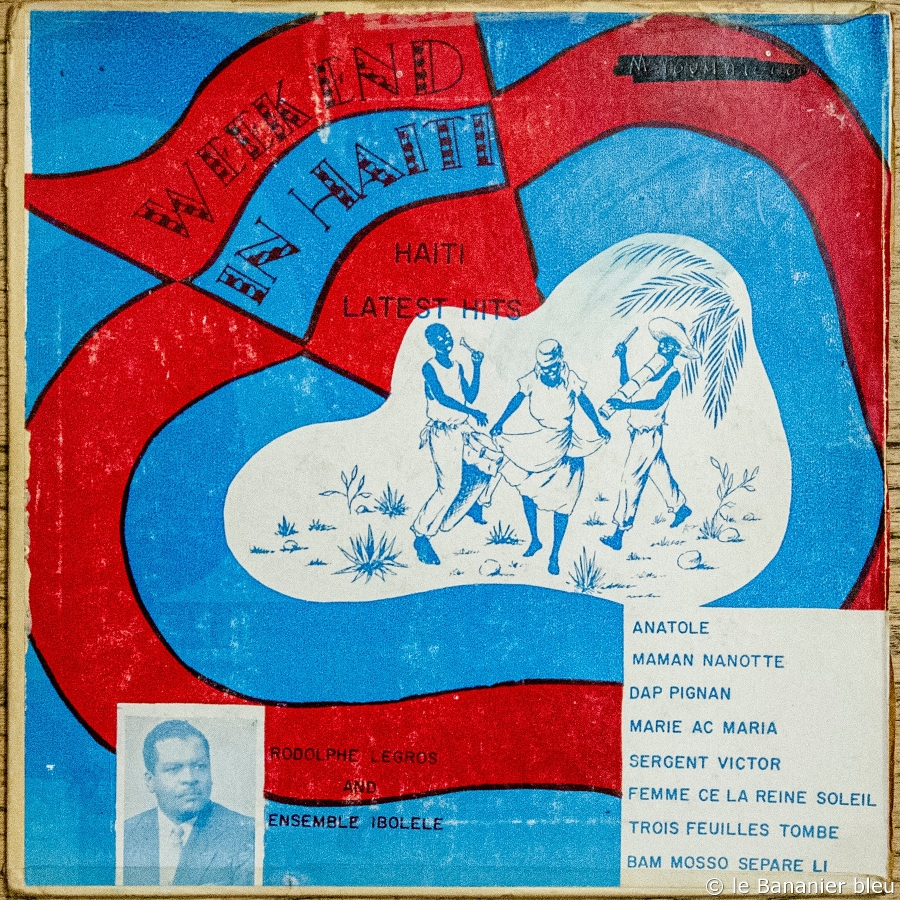 WEEK END
IN HAITI
HAITI
LATEST HITS
ANATOLE
MAMAN NANOTTE
DAP PIGNAN
MARIE AC MARIA
SERGENT VICTOR
FEMME CE LA REINE SOLEIL
TROIS FEUILLES TOMBE
BAM MOSSO SEPARE LI
RODOLPHE LEGROS
AND
ENSEMBLE IBOLELE
© le Bananier bleu